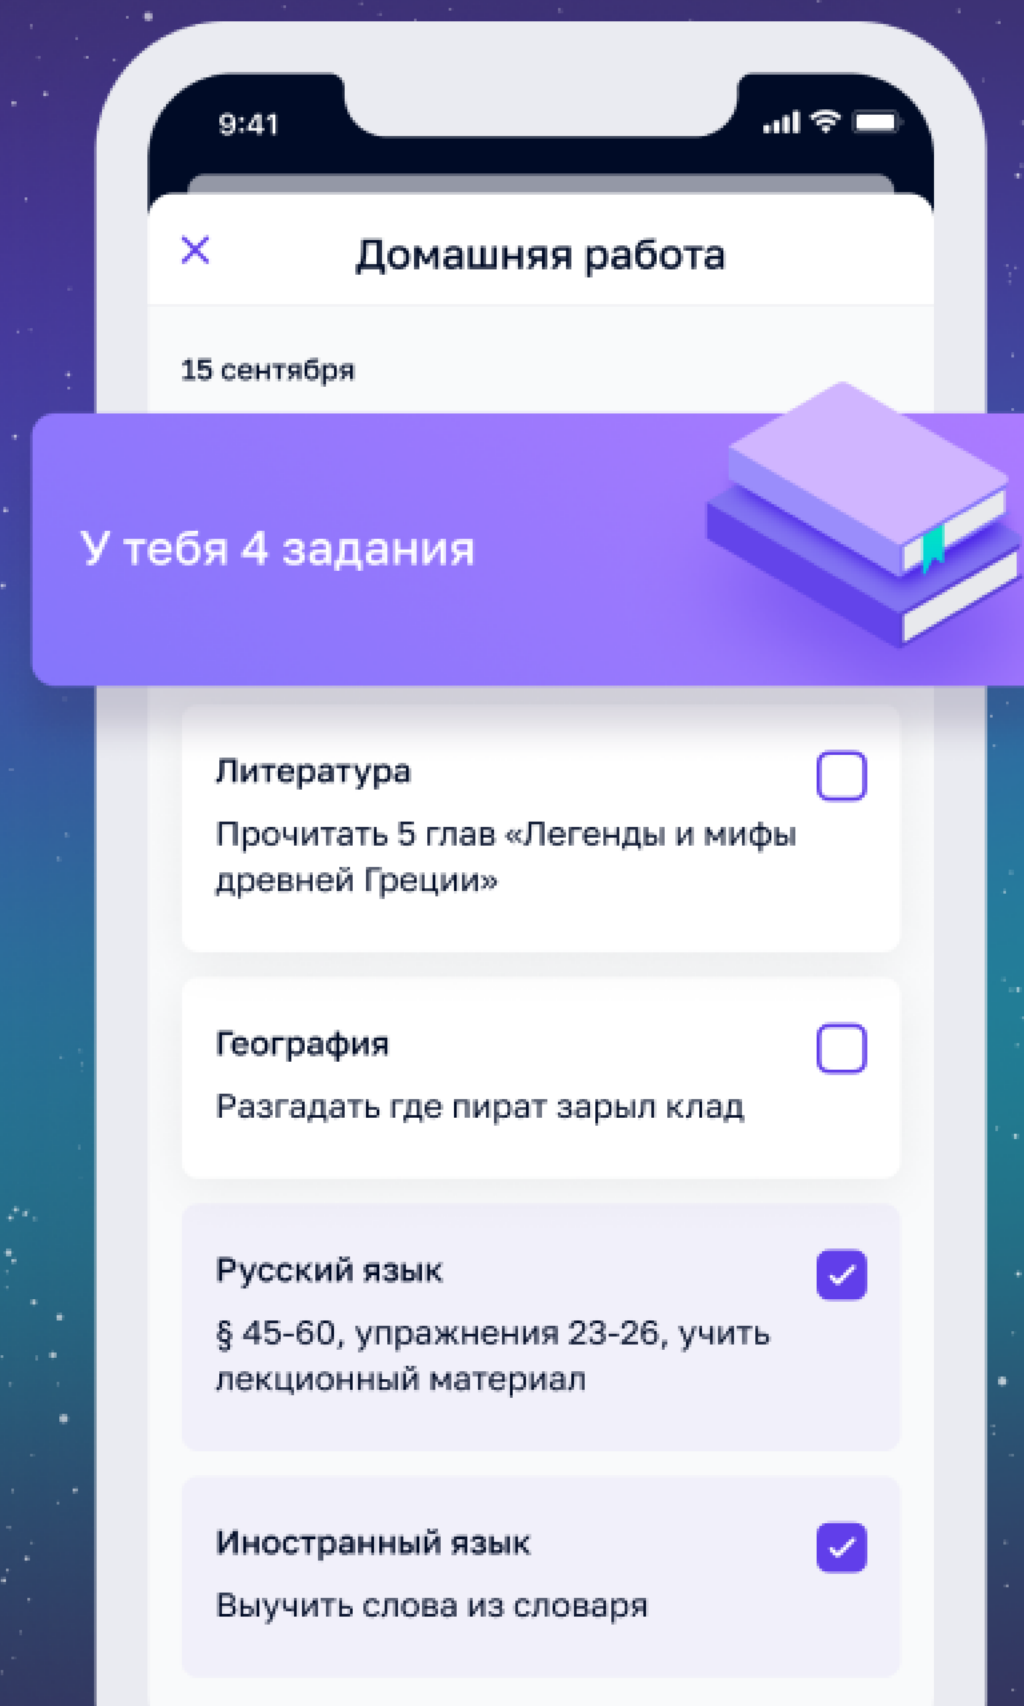 9:41
Домашняя работа
15 сентября
У тебя 4 задания
Литература
Прочитать 5 глав «Легенды и мифы
древней Греции»
География
Разгадать где пират зарыл клад
Русский язык
§ 45-60, упражнения 23-26, учить
лекционный материал
Иностранный язык
Выучить слова из словаря